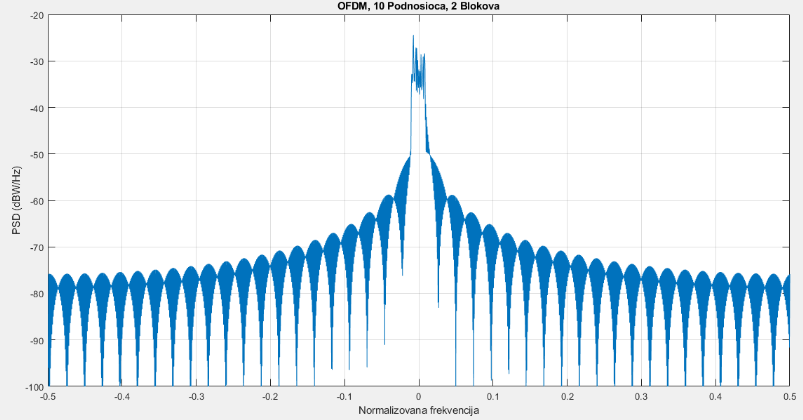 OFDM, 10 Podnosioca, 2 Blokova
-20
-30
-40
-50
-60
-70
-80
-90
-100
PSD (dBW/Hz)
-0.5 -0.4 -0.3 -0.2 -0.1 0 0.1 0.2 0.3 0.4 0.5
Normalizovana frekvencija